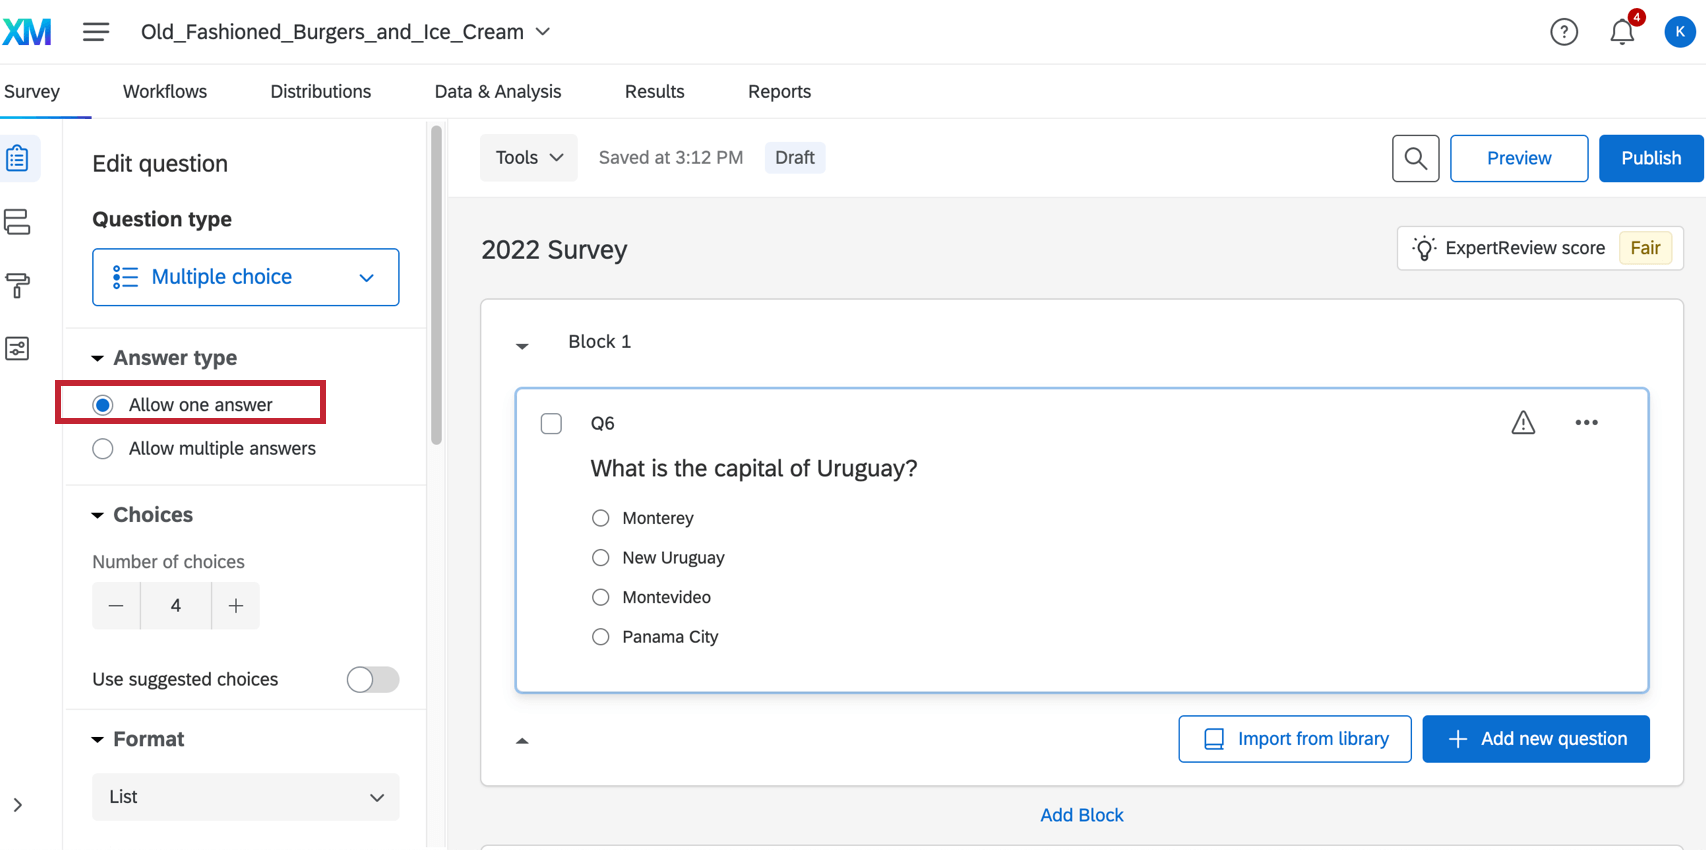 XM
Old_Fashioned_Burgers_and_Ice_Cream
?
4
K
Survey
Workflows
Distributions
Data & Analysis
Results
Reports
Edit question
Question type
Multiple choice
Answer type
Allow one answer
Allow multiple answers
Choices
Number of choices
4
Use suggested choices
Format
List
Tools
Saved at 3:12 PM
Draft
Preview
Publish
2022 Survey
ExpertReview score
Fair
Block 1
Q6
What is the capital of Uruguay?
Monterey
New Uruguay
Montevideo
Panama City
Import from library
Add new question
Add Block